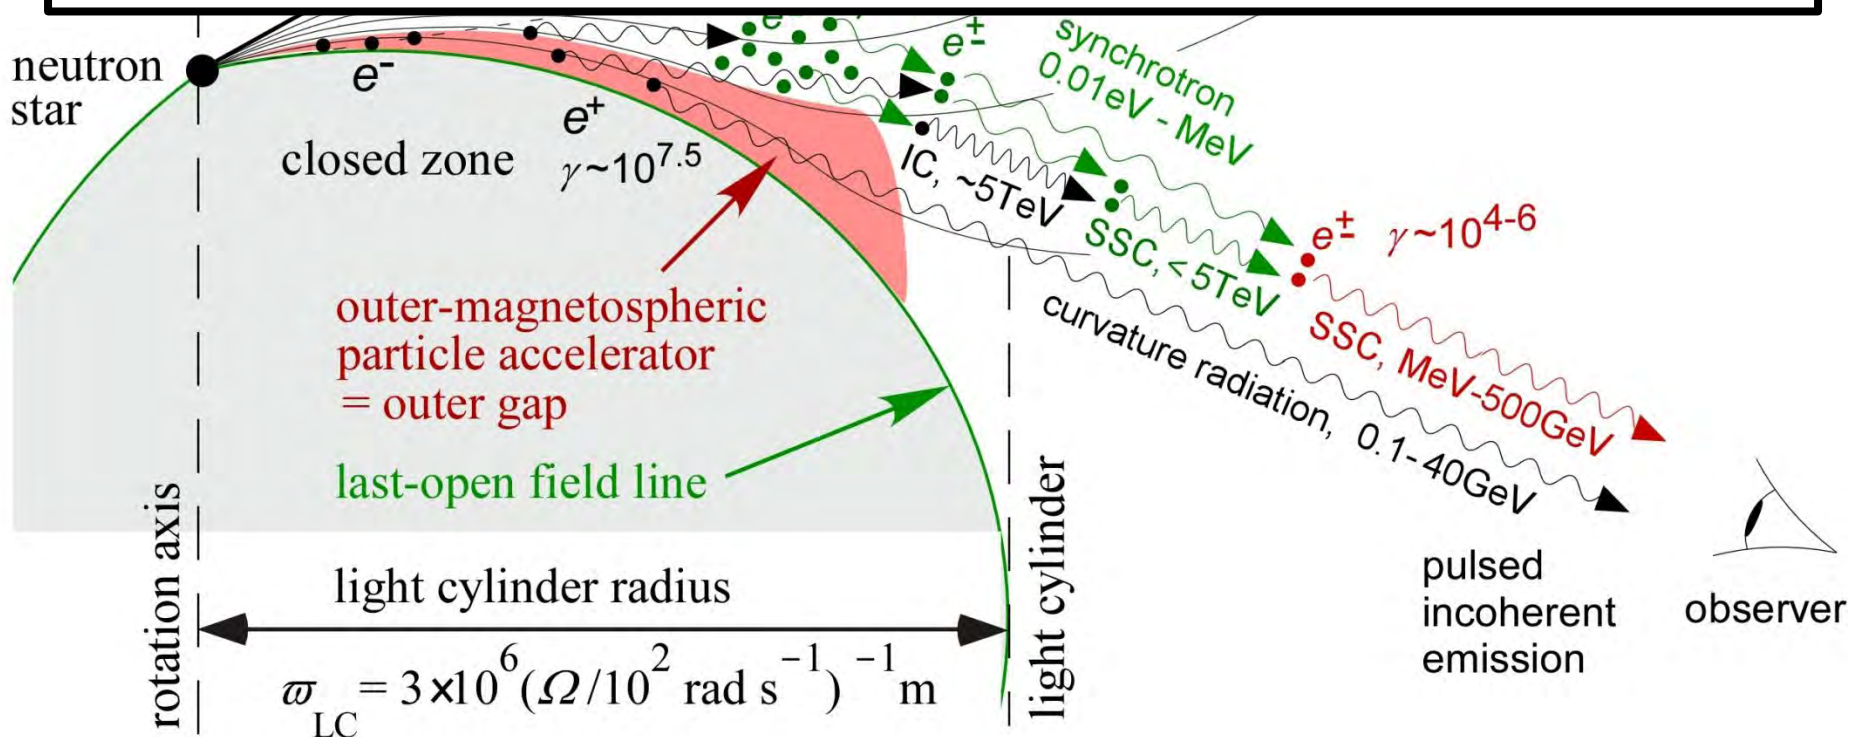 neutron
star
e⁻
e⁺
γ~10^7.5
closed zone
outer-magnetospheric
particle accelerator
= outer gap
last-open field line
rotation axis
light cylinder radius
ϖ_LC = 3×10^6(Ω/10^2 rad s^−1)^−1 m
light cylinder
e±
synchrotron
0.01eV - MeV
IC, ~5TeV
SSC, < 5TeV
e± γ~10^4-6
SSC, MeV-500GeV
curvature radiation, 0.1-40GeV
pulsed
incoherent
emission
observer